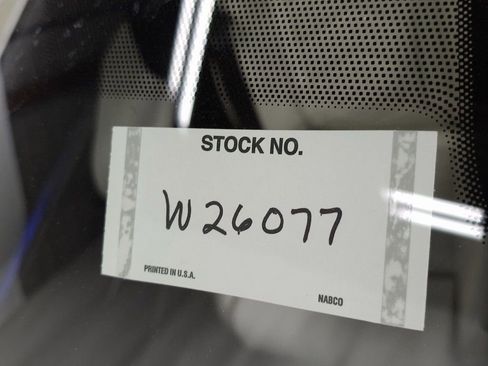 STOCK NO.
W26077
PRINTED IN U.S.A.
NABCO